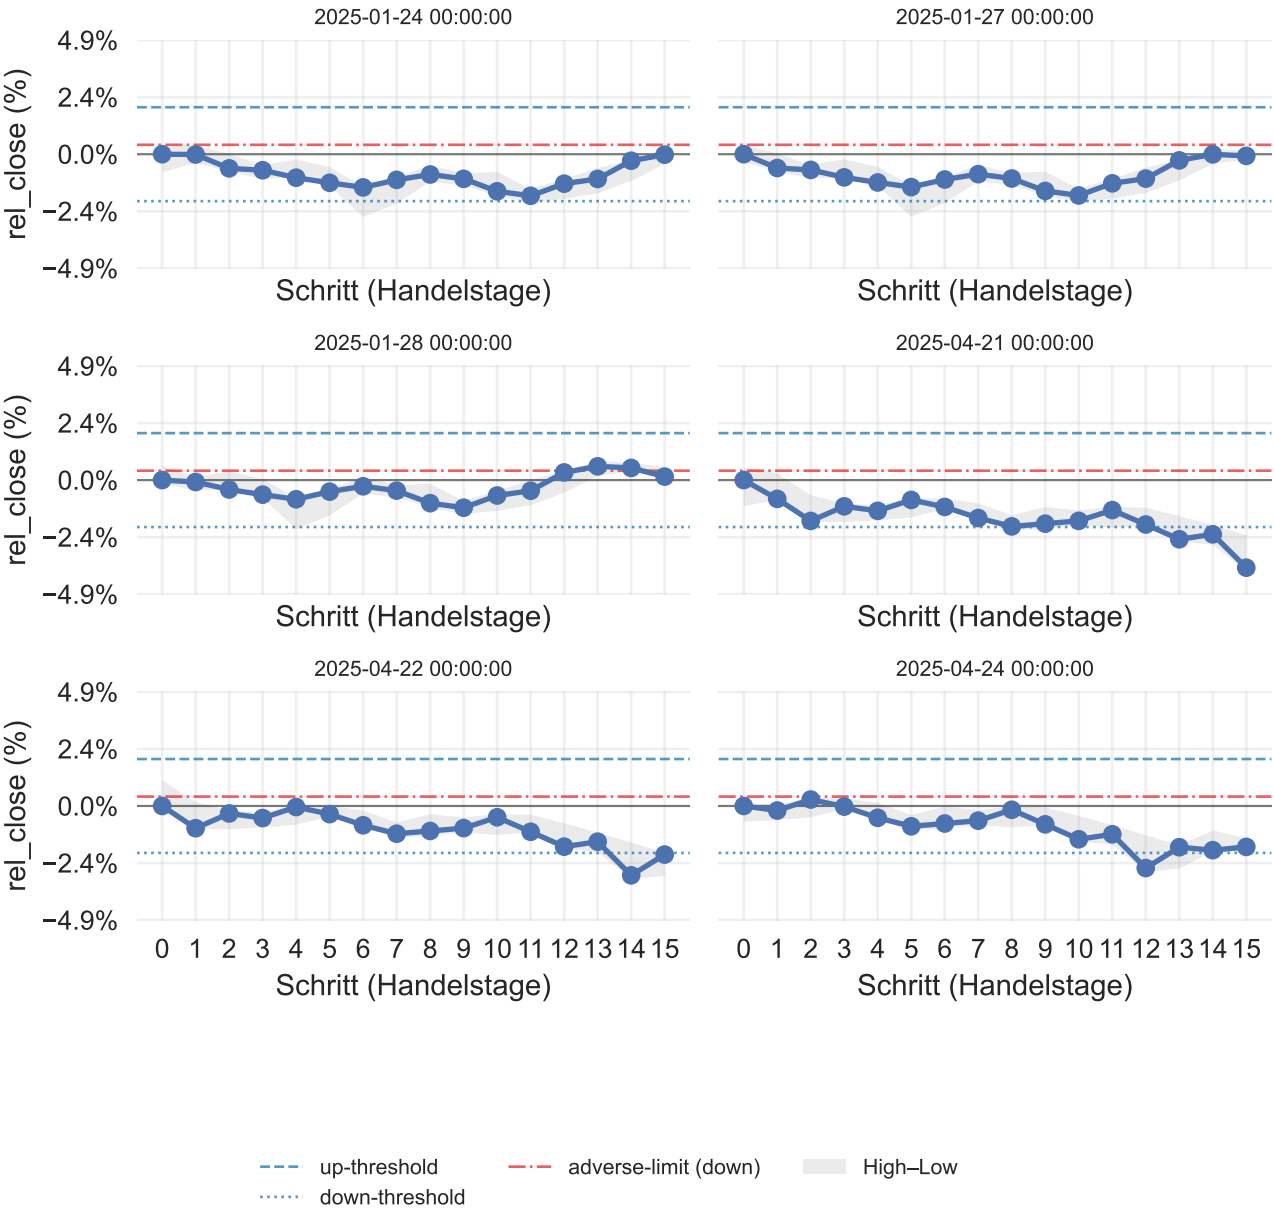 2025-01-24 00:00:00
2025-01-27 00:00:00
4.9%
2.4%
0.0%
−2.4%
−4.9%
rel_close (%)
Schritt (Handelstage)
Schritt (Handelstage)
2025-01-28 00:00:00
2025-04-21 00:00:00
4.9%
2.4%
0.0%
−2.4%
−4.9%
rel_close (%)
Schritt (Handelstage)
Schritt (Handelstage)
2025-04-22 00:00:00
2025-04-24 00:00:00
4.9%
2.4%
0.0%
−2.4%
−4.9%
rel_close (%)
0 1 2 3 4 5 6 7 8 9 10 11 12 13 14 15
0 1 2 3 4 5 6 7 8 9 10 11 12 13 14 15
Schritt (Handelstage)
Schritt (Handelstage)
up-threshold
down-threshold
adverse-limit (down)
High–Low